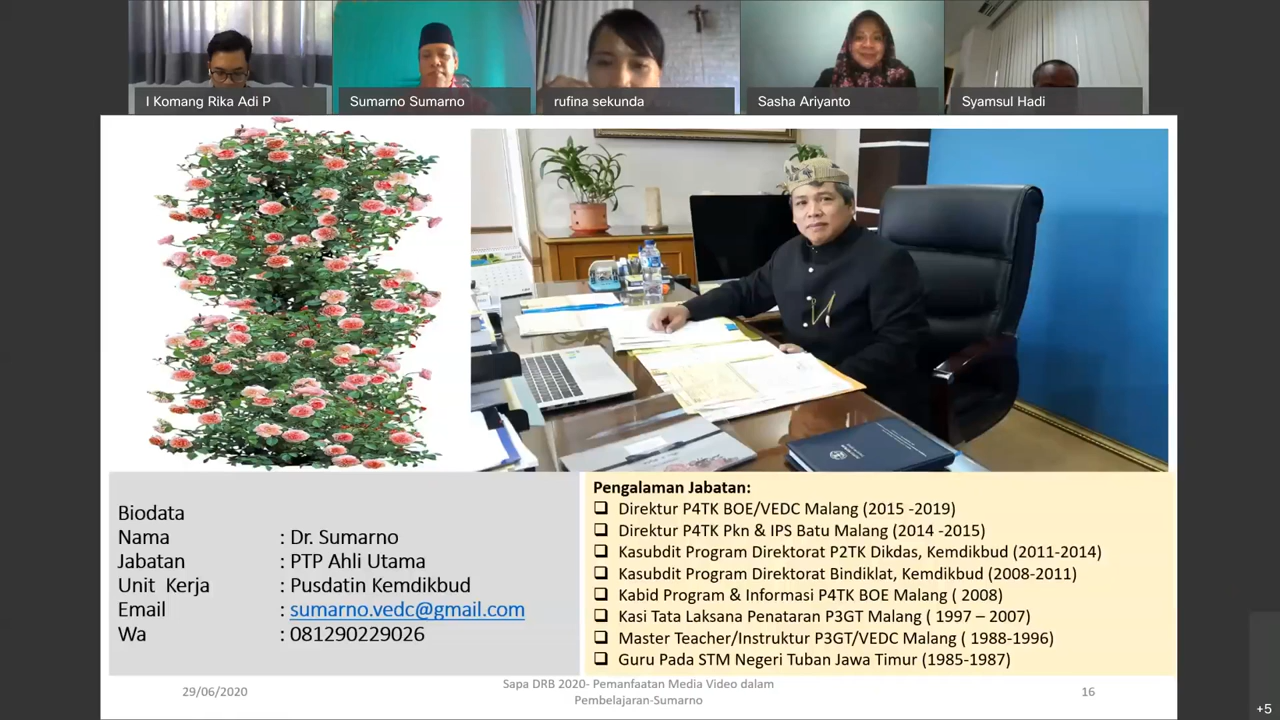 I Komang Rika Adi P
Sumarno Sumarno
rufina sekunda
Sasha Ariyanto
Syamsul Hadi
Biodata
Nama : Dr. Sumarno
Jabatan : PTP Ahli Utama
Unit Kerja : Pusdatin Kemdikbud
Email : sumarno.vedc@gmail.com
Wa : 081290229026
Pengalaman Jabatan:
❑ Direktur P4TK BOE/VEDC Malang (2015 -2019)
❑ Direktur P4TK Pkn & IPS Batu Malang (2014 -2015)
❑ Kasubdit Program Direktorat P2TK Dikdas, Kemdikbud (2011-2014)
❑ Kasubdit Program Direktorat Bindiklat, Kemdikbud (2008-2011)
❑ Kabid Program & Informasi P4TK BOE Malang ( 2008)
❑ Kasi Tata Laksana Penataran P3GT Malang ( 1997 – 2007)
❑ Master Teacher/Instruktur P3GT/VEDC Malang ( 1988-1996)
❑ Guru Pada STM Negeri Tuban Jawa Timur (1985-1987)
29/06/2020
Sapa DRB 2020- Pemanfaatan Media Video dalam
Pembelajaran-Sumarno
16
+5